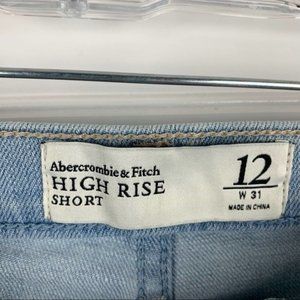 Abercrombie & Fitch
HIGH RISE
SHORT
12
W 31
MADE IN CHINA